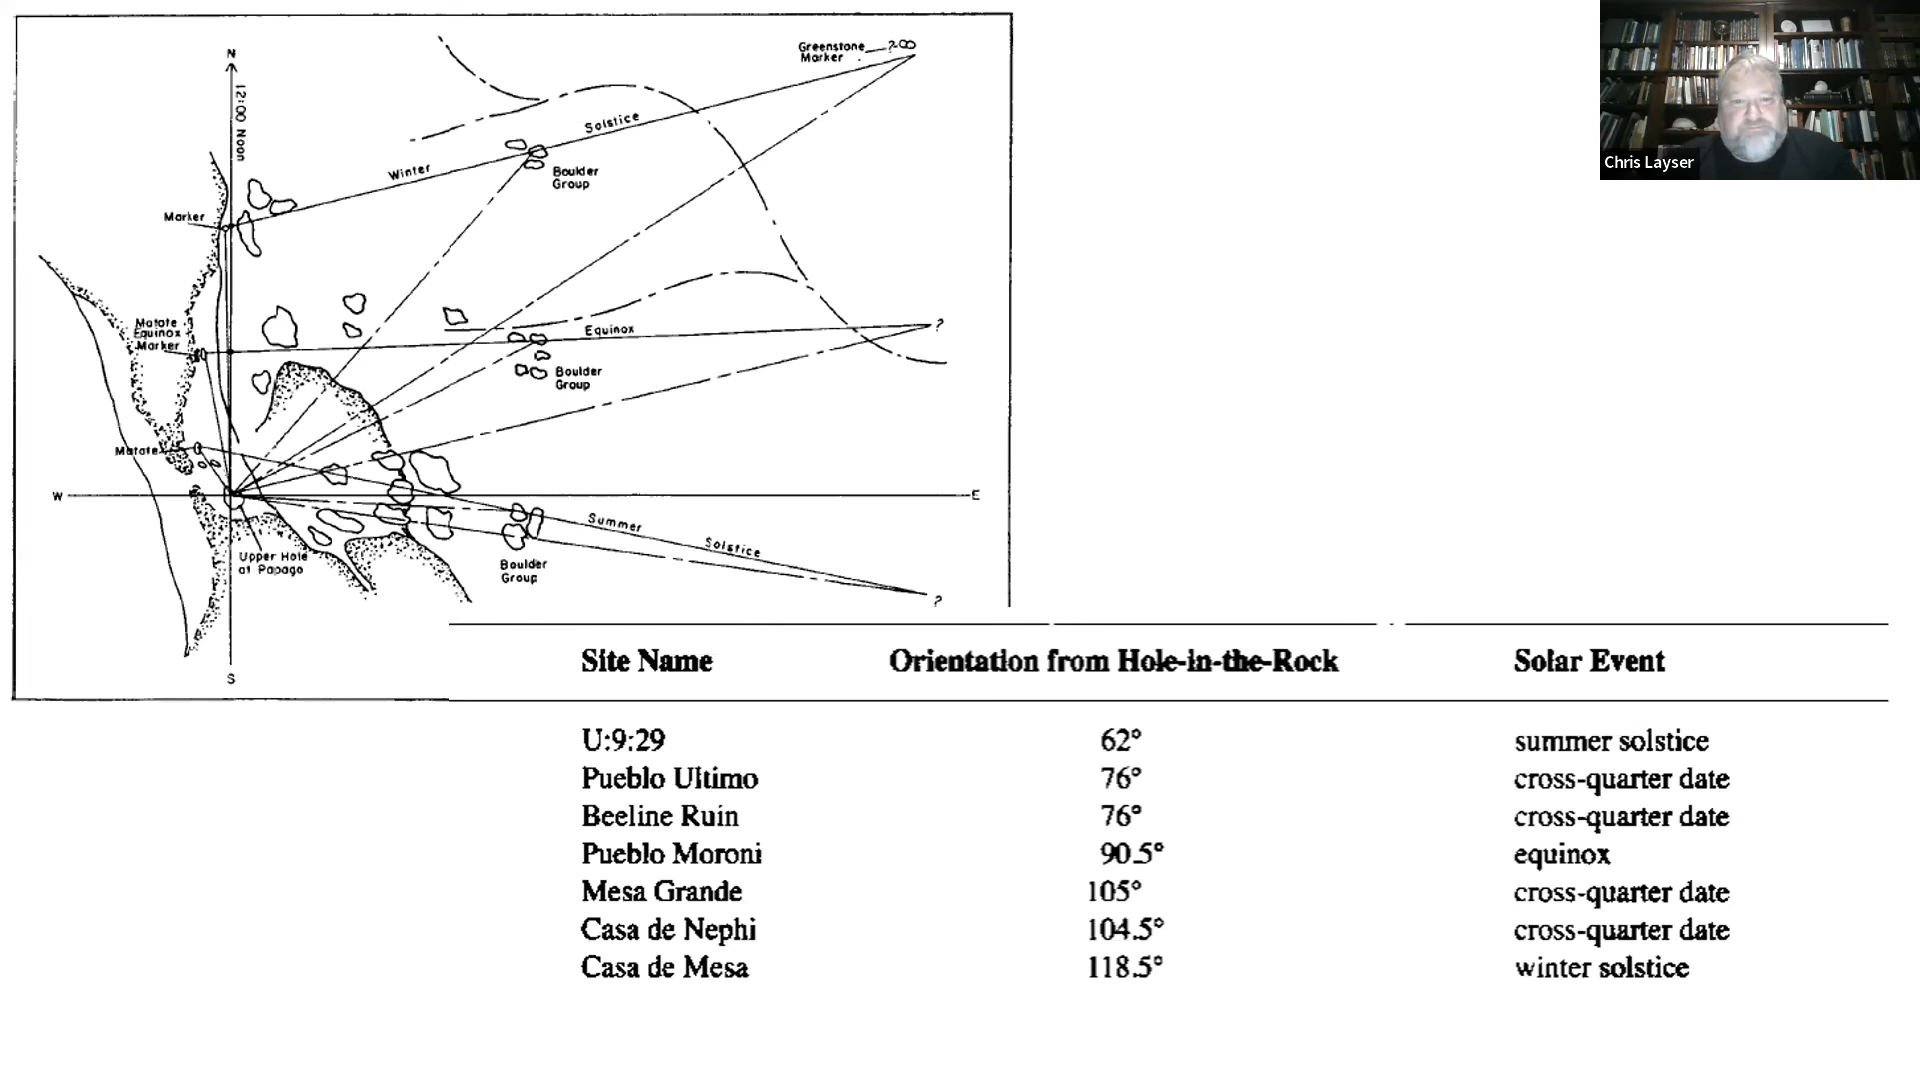 N
12:00 Noon
Greenstone
Marker
?
Winter Solstice
Boulder
Group
Marker
Matate
Equinox
Marker
Equinox
?
Boulder
Group
Matate
W
E
Summer Solstice
?
Upper Hole
at Papago
Boulder
Group
S
Chris Layser
Site Name Orientation from Hole-in-the-Rock Solar Event
U:9:29 62° summer solstice
Pueblo Ultimo 76° cross-quarter date
Beeline Ruin 76° cross-quarter date
Pueblo Moroni 90.5° equinox
Mesa Grande 105° cross-quarter date
Casa de Nephi 104.5° cross-quarter date
Casa de Mesa 118.5° winter solstice